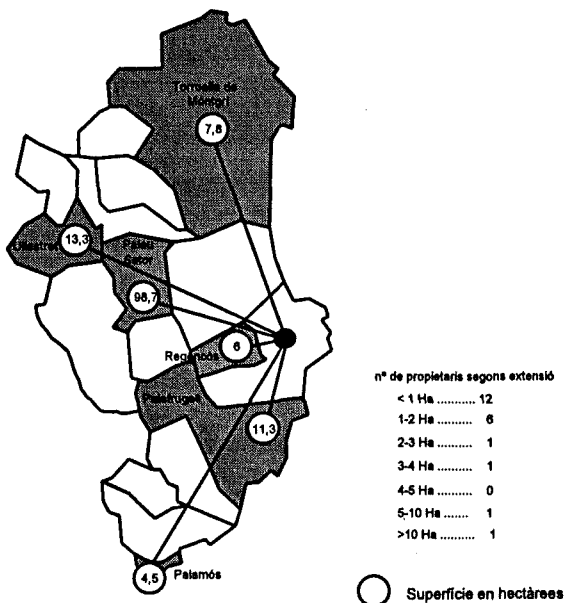 Torroella de
Montgrí
7,8
Ullastret
13,3
Palau
Sator
98,7
Regencós
6
Palafrugell
11,3
4,5
Palamós
nº de propietaris segons extensió
< 1 Ha .......... 12
1-2 Ha .......... 6
2-3 Ha .......... 1
3-4 Ha .......... 1
4-5 Ha .......... 0
5-10 Ha ........ 1
>10 Ha .......... 1
Superfície en hectàrees